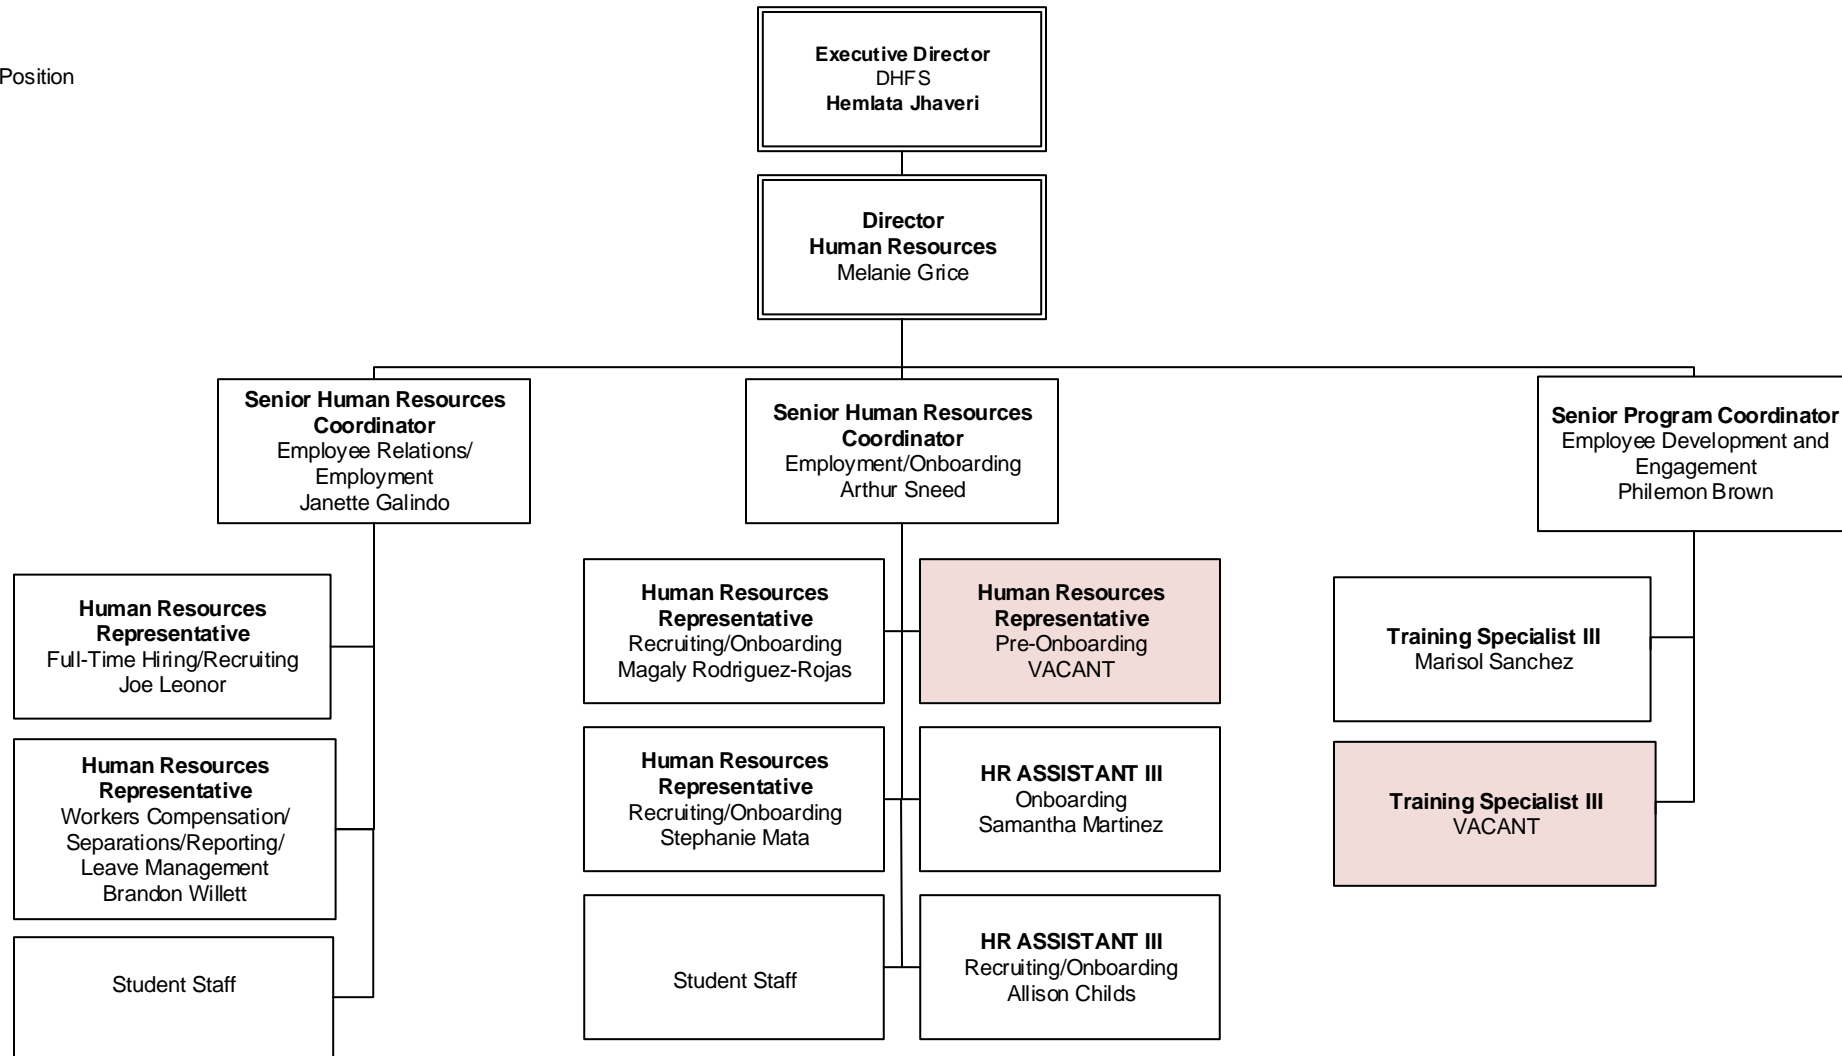 Position
Executive Director
DHFS
Hemlata Jhaveri
Director
Human Resources
Melanie Grice
Senior Human Resources
Coordinator
Employee Relations/
Employment
Janette Galindo
Senior Human Resources
Coordinator
Employment/Onboarding
Arthur Sneed
Senior Program Coordinator
Employee Development and
Engagement
Philemon Brown
Human Resources
Representative
Full-Time Hiring/Recruiting
Joe Leonor
Human Resources
Representative
Workers Compensation/
Separations/Reporting/
Leave Management
Brandon Willett
Student Staff
Human Resources
Representative
Recruiting/Onboarding
Magaly Rodriguez-Rojas
Human Resources
Representative
Pre-Onboarding
VACANT
Human Resources
Representative
Recruiting/Onboarding
Stephanie Mata
HR ASSISTANT III
Onboarding
Samantha Martinez
Student Staff
HR ASSISTANT III
Recruiting/Onboarding
Allison Childs
Training Specialist III
Marisol Sanchez
Training Specialist III
VACANT